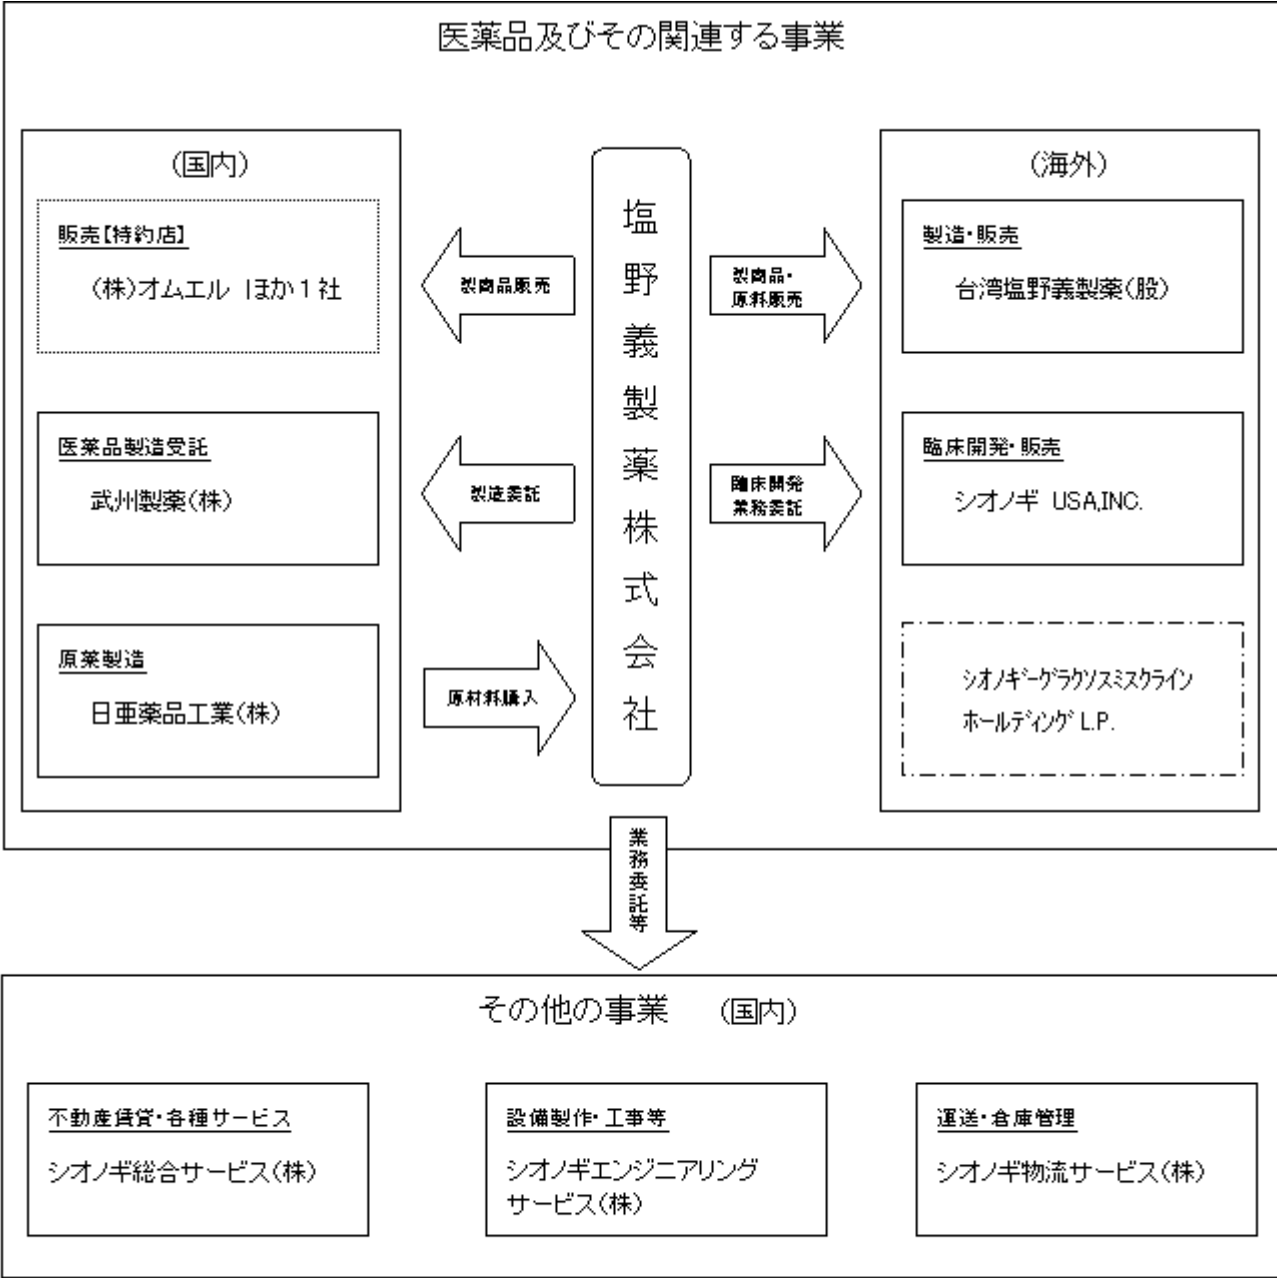 医薬品及びその関連する事業
(国内)
販売【特約店】
(株)オムエル ほか1社
医薬品製造受託
武州製薬(株)
原薬製造
日亜薬品工業(株)
製商品販売
製造委託
原材料購入
塩野義製薬株式会社
製商品・
原料販売
臨床開発
業務委託
(海外)
製造・販売
台湾塩野義製薬(股)
臨床開発・販売
シオノギ USA,INC.
シオノギーグラクソスミスクライン
ホールディング L.P.
業務委託等
その他の事業 (国内)
不動産賃貸・各種サービス
シオノギ総合サービス(株)
設備製作・工事等
シオノギエンジニアリング
サービス(株)
運送・倉庫管理
シオノギ物流サービス(株)